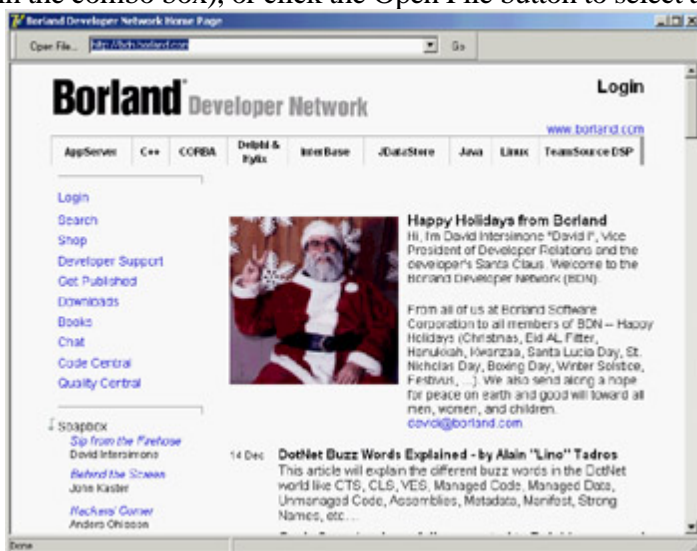 in the combo box), or click the Open File button to select a
Borland Developer Network Home Page
Open File... http://bdn.borland.com Go
Borland Developer Network
Login
www.borland.com
AppServer C++ CORBA Delphi & Kylix InterBase JDataStore Java Linux TeamSource DSP
Login
Search
Shop
Developer Support
Get Published
Downloads
Books
Chat
Code Central
Quality Central
Soapbox
Sip from the Firehose
David Intersimone
Behind the Screen
John Kaster
Hackers' Corner
Anders Ohlsson
Happy Holidays from Borland
Hi, I'm David Intersimone "David I", Vice
President of Developer Relations and the
developer's Santa Claus. Welcome to the
Borland Developer Network (BDN).
From all of us at Borland Software
Corporation to all members of BDN -- Happy
Holidays (Christmas, Eid AL Fitter,
Hanukkah, Kwanzaa, Santa Lucia Day, St.
Nicholas Day, Boxing Day, Winter Solstice,
Festivus, ...). We also send along a hope
for peace on earth and good will toward all
men, women, and children.
davidi@borland.com
14 Dec DotNet Buzz Words Explained - by Alain "Lino" Tadros
This article will explain the different buzz words in the DotNet
world like CTS, CLS, VES, Managed Code, Managed Data,
Unmanaged Code, Assemblies, Metadata, Manifest, Strong
Names, etc...
Done